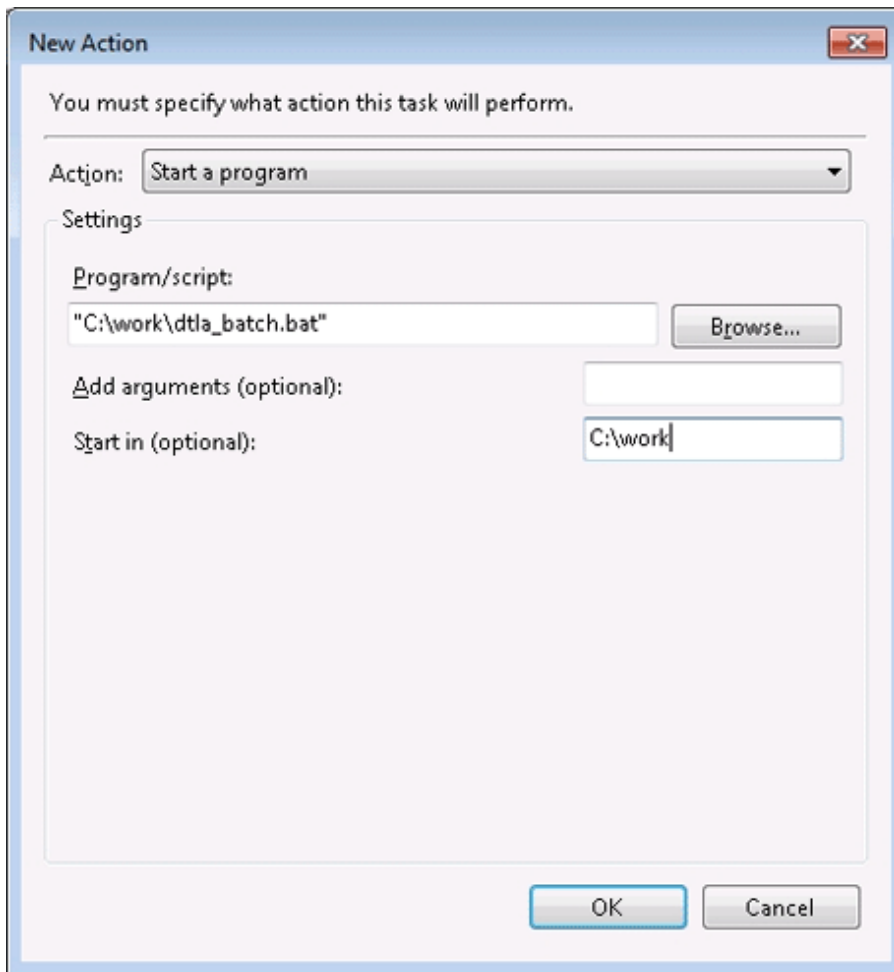 New Action
You must specify what action this task will perform.
Action: Start a program
Settings
Program/script:
"C:\work\dtla_batch.bat" Browse...
Add arguments (optional):
Start in (optional): C:\work
OK Cancel